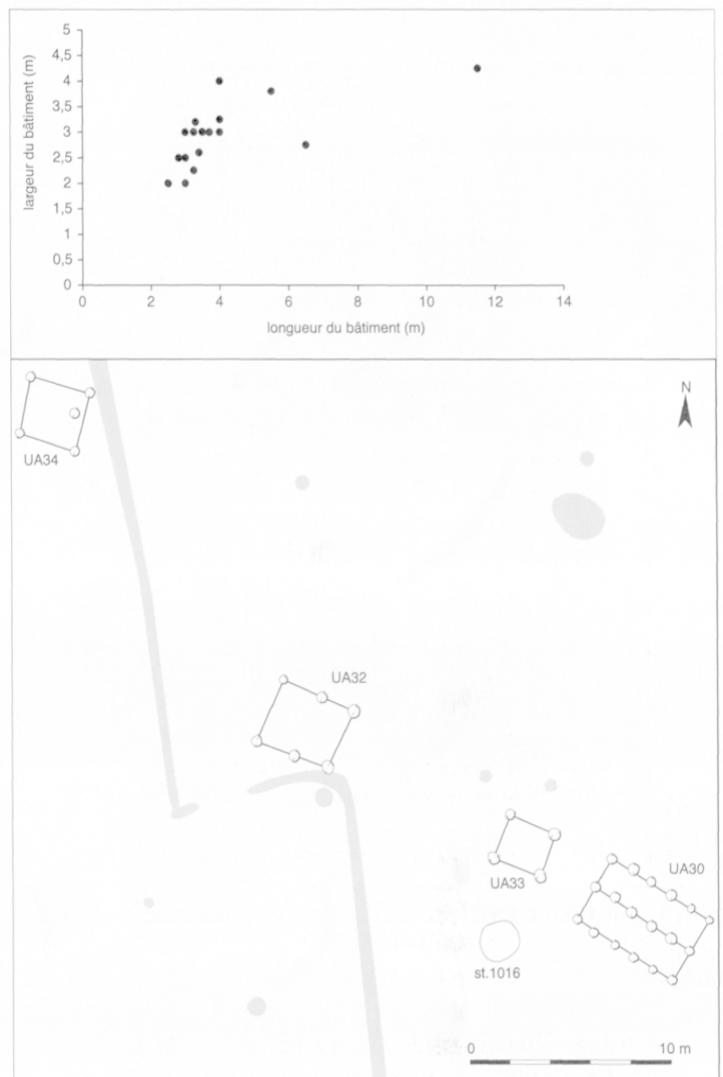 5
4,5
4
3,5
3
2,5
2
1,5
1
0,5
0
largeur du bâtiment (m)
0 2 4 6 8 10 12 14
longueur du bâtiment (m)
N
UA34
UA32
UA33
UA30
st.1016
0 10 m